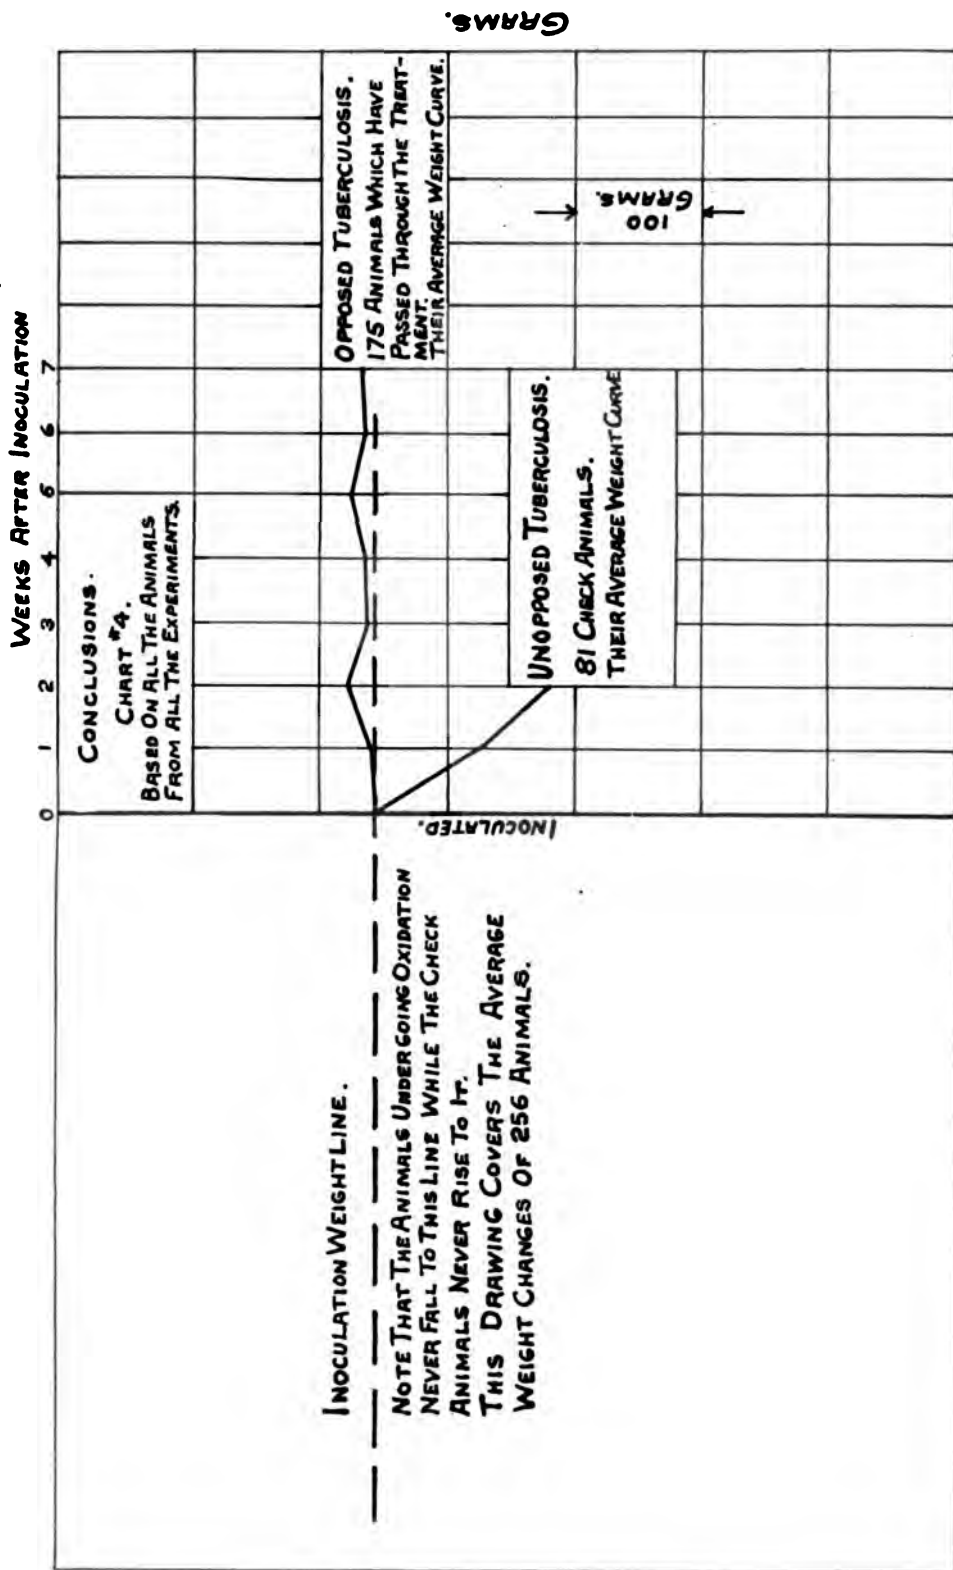 WEEKS AFTER INOCULATION
0 1 2 3 4 6 6 7
GRAMS.
CONCLUSIONS.
CHART #4.
BASED ON ALL THE ANIMALS
FROM ALL THE EXPERIMENTS.
OPPOSED TUBERCULOSIS.
175 ANIMALS WHICH HAVE
PASSED THROUGH THE TREAT-
MENT.
THEIR AVERAGE WEIGHT CURVE.
INOCULATION WEIGHT LINE.
NOTE THAT THE ANIMALS UNDERGOING OXIDATION
NEVER FALL TO THIS LINE WHILE THE CHECK
ANIMALS NEVER RISE TO IT.
THIS DRAWING COVERS THE AVERAGE
WEIGHT CHANGES OF 256 ANIMALS.
INOCULATED.
UNOPPOSED TUBERCULOSIS.
81 CHECK ANIMALS.
THEIR AVERAGE WEIGHT CURVE
100
GRAMS.